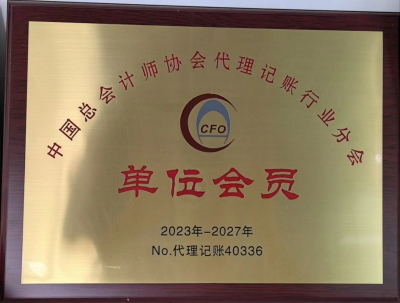 中国总会计师协会代理记账行业分会
CFO
单位会员
2023年-2027年
No.代理记账40336